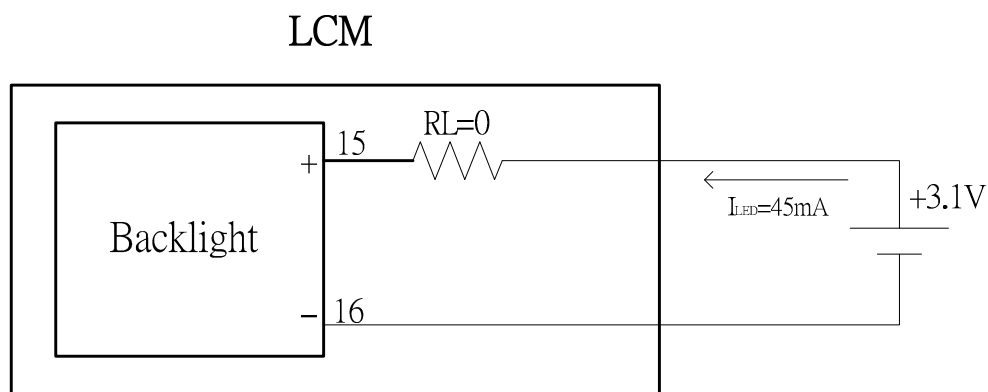 LCM
RL=0
+ 15
+3.1V
ILED=45mA
Backlight
− 16